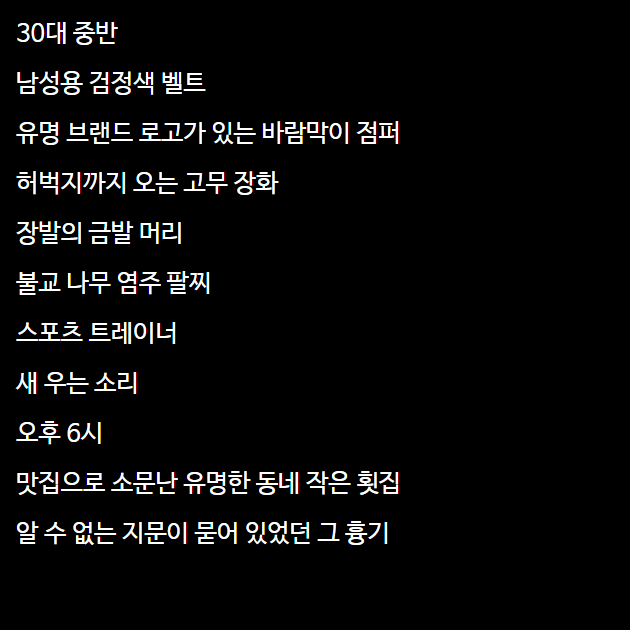 30대 중반
남성용 검정색 벨트
유명 브랜드 로고가 있는 바람막이 점퍼
허벅지까지 오는 고무 장화
장발의 금발 머리
불교 나무 염주 팔찌
스포츠 트레이너
새 우는 소리
오후 6시
맛집으로 소문난 유명한 동네 작은 횟집
알 수 없는 지문이 묻어 있었던 그 흉기